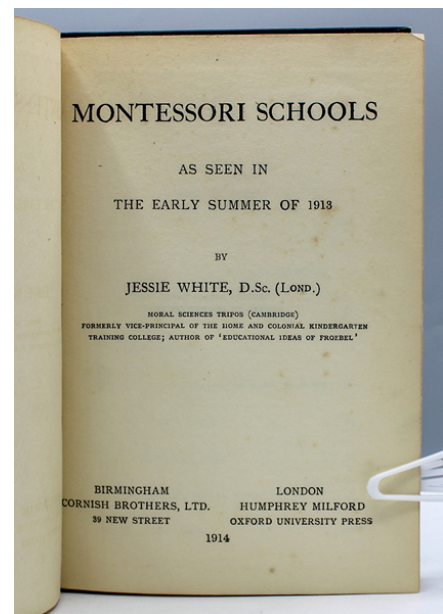 MONTESSORI SCHOOLS
AS SEEN IN
THE EARLY SUMMER OF 1913
BY
JESSIE WHITE, D.Sc. (LOND.)
MORAL SCIENCES TRIPOS (CAMBRIDGE)
FORMERLY VICE-PRINCIPAL OF THE HOME AND COLONIAL KINDERGARTEN
TRAINING COLLEGE; AUTHOR OF 'EDUCATIONAL IDEAS OF FROEBEL'
BIRMINGHAM
CORNISH BROTHERS, LTD.
39 NEW STREET
LONDON
HUMPHREY MILFORD
OXFORD UNIVERSITY PRESS
1914